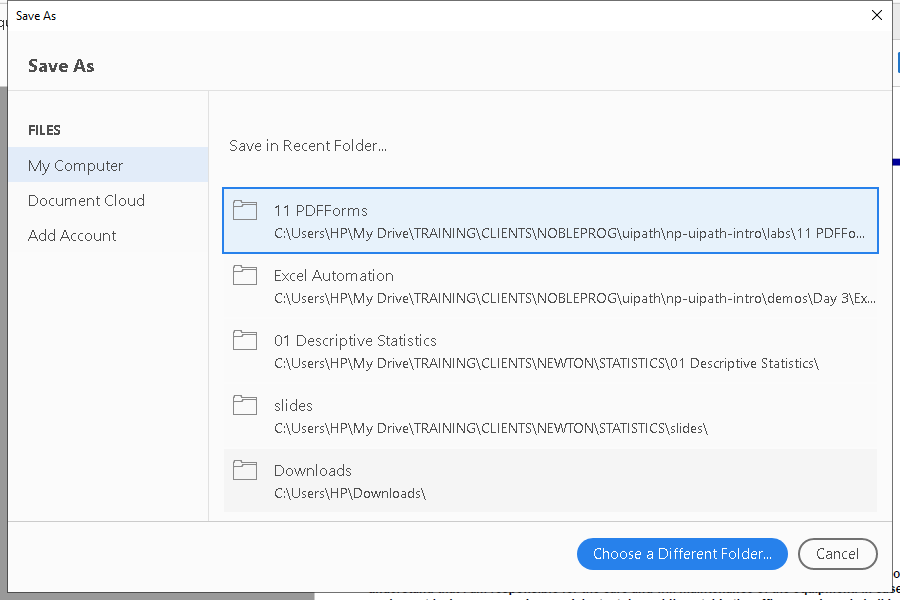 Save As
Save As
FILES
My Computer
Document Cloud
Add Account
Save in Recent Folder...
11 PDFForms
C:\Users\HP\My Drive\TRAINING\CLIENTS\NOBLEPROG\uipath\np-uipath-intro\labs\11 PDFFo...
Excel Automation
C:\Users\HP\My Drive\TRAINING\CLIENTS\NOBLEPROG\uipath\np-uipath-intro\demos\Day 3\Ex...
01 Descriptive Statistics
C:\Users\HP\My Drive\TRAINING\CLIENTS\NEWTON\STATISTICS\01 Descriptive Statistics\
slides
C:\Users\HP\My Drive\TRAINING\CLIENTS\NEWTON\STATISTICS\slides\
Downloads
C:\Users\HP\Downloads\
Choose a Different Folder...
Cancel